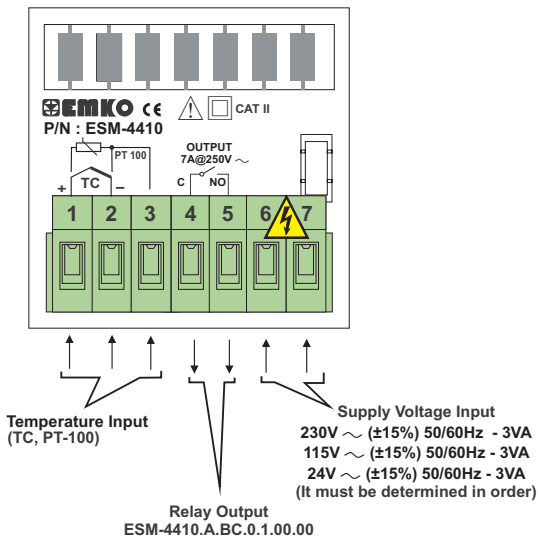 EMKO CE CAT II
P/N : ESM-4410
PT 100
OUTPUT
7A@250V ~
TC
+ −
C NO
1 2 3 4 5 6 7
Temperature Input
(TC, PT-100)
Relay Output
ESM-4410.A.BC.0.1.00.00
Supply Voltage Input
230V ~ (±15%) 50/60Hz - 3VA
115V ~ (±15%) 50/60Hz - 3VA
24V ~ (±15%) 50/60Hz - 3VA
(It must be determined in order)